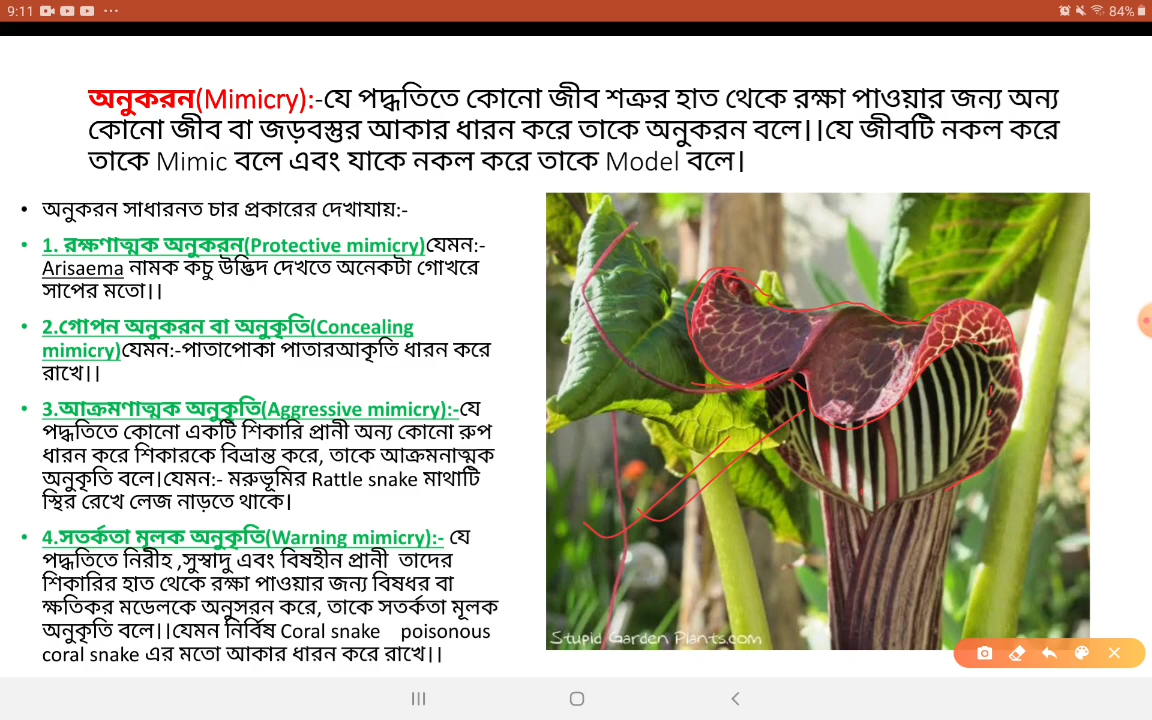 9:11
84%
অনুকরন(Mimicry):-যে পদ্ধতিতে কোনো জীব শত্রুর হাত থেকে রক্ষা পাওয়ার জন্য অন্য
কোনো জীব বা জড়বস্তুর আকার ধারন করে তাকে অনুকরন বলে||যে জীবটি নকল করে
তাকে Mimic বলে এবং যাকে নকল করে তাকে Model বলে|
• অনুকরন সাধারনত চার প্রকারের দেখাযায়:-
• 1. রক্ষণাত্মক অনুকরন(Protective mimicry)যেমন:-
Arisaema নামক কচু উদ্ভিদ দেখতে অনেকটা গোখরে
সাপের মতো||
• 2.গোপন অনুকরন বা অনুকৃতি(Concealing
mimicry)যেমন:-পাতাপোকা পাতারআকৃতি ধারন করে
রাখে||
• 3.আক্রমণাত্মক অনুকৃতি(Aggressive mimicry):-যে
পদ্ধতিতে কোনো একটি শিকারি প্রানী অন্য কোনো রুপ
ধারন করে শিকারকে বিভ্রান্ত করে, তাকে আক্রমনাত্মক
অনুকৃতি বলে|যেমন:- মরুভূমির Rattle snake মাথাটি
স্থির রেখে লেজ নাড়তে থাকে|
• 4.সতর্কতা মূলক অনুকৃতি(Warning mimicry):- যে
পদ্ধতিতে নিরীহ ,সুস্বাদু এবং বিষহীন প্রানী তাদের
শিকারির হাত থেকে রক্ষা পাওয়ার জন্য বিষধর বা
ক্ষতিকর মডেলকে অনুসরন করে, তাকে সতর্কতা মূলক
অনুকৃতি বলে||যেমন নির্বিষ Coral snake poisonous
coral snake এর মতো আকার ধারন করে রাখে||
Stupid Garden Plants.com